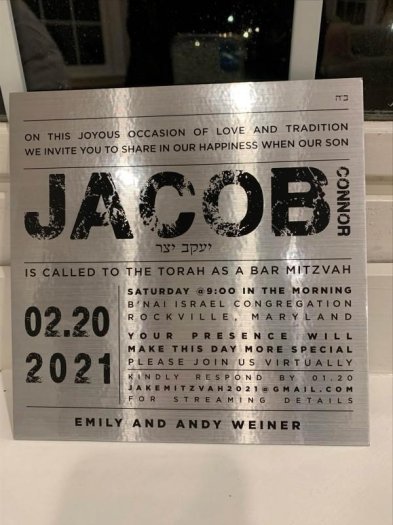 ב״ה
ON THIS JOYOUS OCCASION OF LOVE AND TRADITION
WE INVITE YOU TO SHARE IN OUR HAPPINESS WHEN OUR SON
JACOB
CONNOR
יעקב יצר
IS CALLED TO THE TORAH AS A BAR MITZVAH
02.20
2021
SATURDAY @9:00 IN THE MORNING
B'NAI ISRAEL CONGREGATION
ROCKVILLE, MARYLAND
YOUR PRESENCE WILL
MAKE THIS DAY MORE SPECIAL
PLEASE JOIN US VIRTUALLY
KINDLY RESPOND BY 01.20
JAKEMITZVAH2021@GMAIL.COM
FOR STREAMING DETAILS
EMILY AND ANDY WEINER